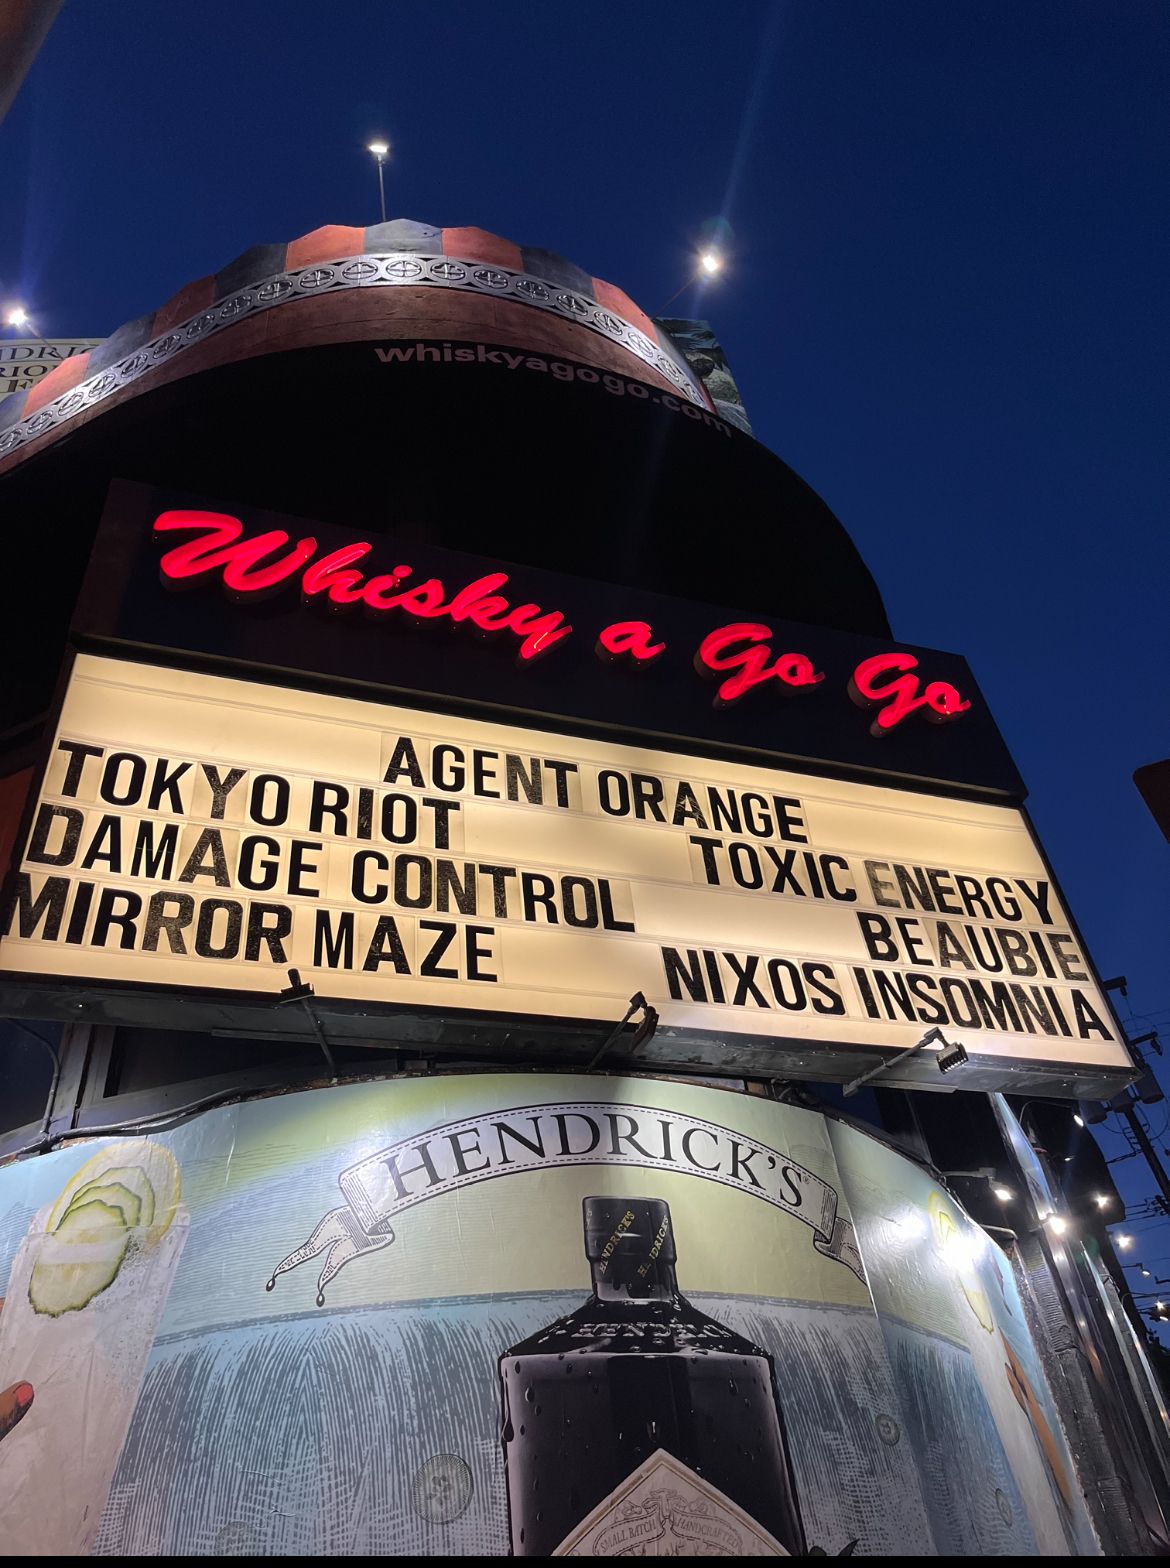 whiskyagogo.com
Whisky a Go Go
AGENT ORANGE
TOKYO RIOT TOXIC ENERGY
DAMAGE CONTROL BEAUBIE
MIRROR MAZE NIXOS INSOMNIA
HENDRICK'S
HENDRICK'S